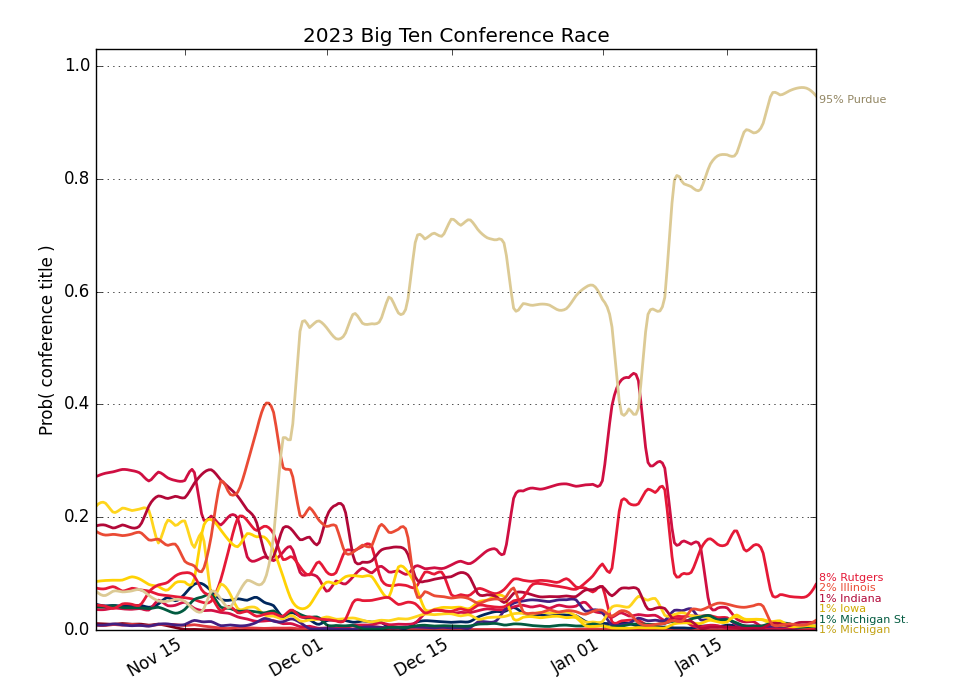 2023 Big Ten Conference Race
Prob( conference title )
1.0
0.8
0.6
0.4
0.2
0.0
Nov 15
Dec 01
Dec 15
Jan 01
Jan 15
95% Purdue
8% Rutgers
2% Illinois
1% Indiana
1% Iowa
1% Michigan St.
1% Michigan